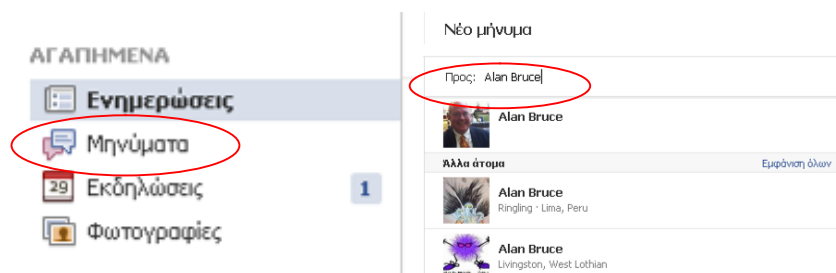 ΑΓΑΠΗΜΕΝΑ
Ενημερώσεις
Μηνύματα
29 Εκδηλώσεις 1
Φωτογραφίες
Νέο μήνυμα
Προς: Alan Bruce
Alan Bruce
Άλλα άτομα Εμφάνιση όλων
Alan Bruce
Ringling · Lima, Peru
Alan Bruce
Livingston, West Lothian